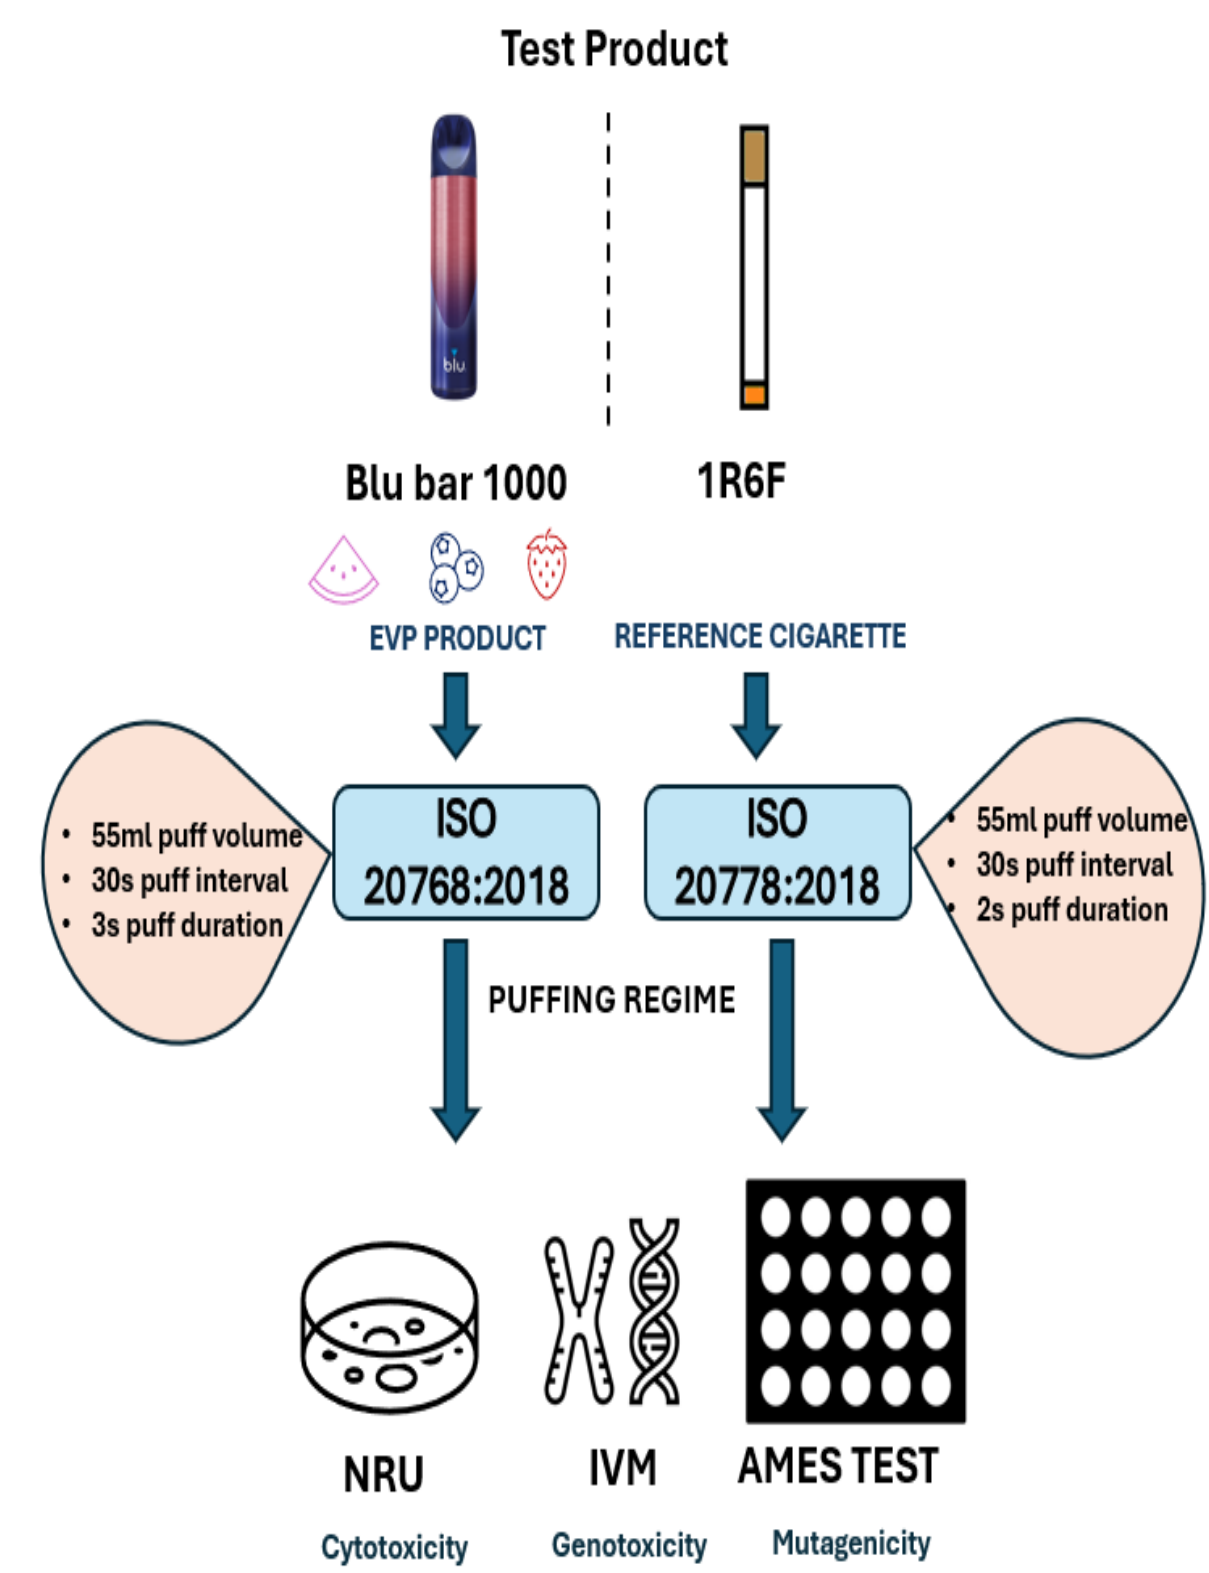 Test Product
blu
Blu bar 1000
1R6F
EVP PRODUCT
REFERENCE CIGARETTE
• 55ml puff volume
• 30s puff interval
• 3s puff duration
ISO
20768:2018
ISO
20778:2018
• 55ml puff volume
• 30s puff interval
• 2s puff duration
PUFFING REGIME
NRU
IVM
AMES TEST
Cytotoxicity
Genotoxicity
Mutagenicity